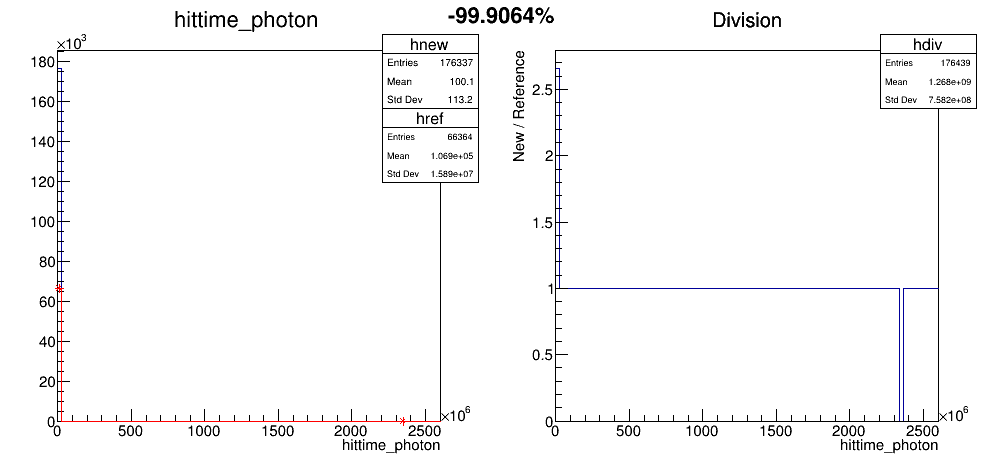 -99.9064%
hittime_photon
×10³
hnew
Entries 176337
Mean 100.1
Std Dev 113.2
href
Entries 66364
Mean 1.069e+05
Std Dev 1.589e+07
180
160
140
120
100
80
60
40
20
0
0 500 1000 1500 2000 2500
×10⁶
hittime_photon
Division
hdiv
Entries 176439
Mean 1.268e+09
Std Dev 7.582e+08
New / Reference
2.5
2
1.5
1
0.5
0
0 500 1000 1500 2000 2500
×10⁶
hittime_photon